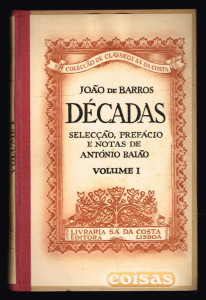 COLECÇÃO DE CLÁSSICOS SÁ DA COSTA
JOÃO DE BARROS
DÉCADAS
SELECÇÃO, PREFÁCIO
E NOTAS DE
ANTÓNIO BAIÃO
VOLUME I
LIVRARIA SÁ DA COSTA
EDITORA LISBOA
coisas